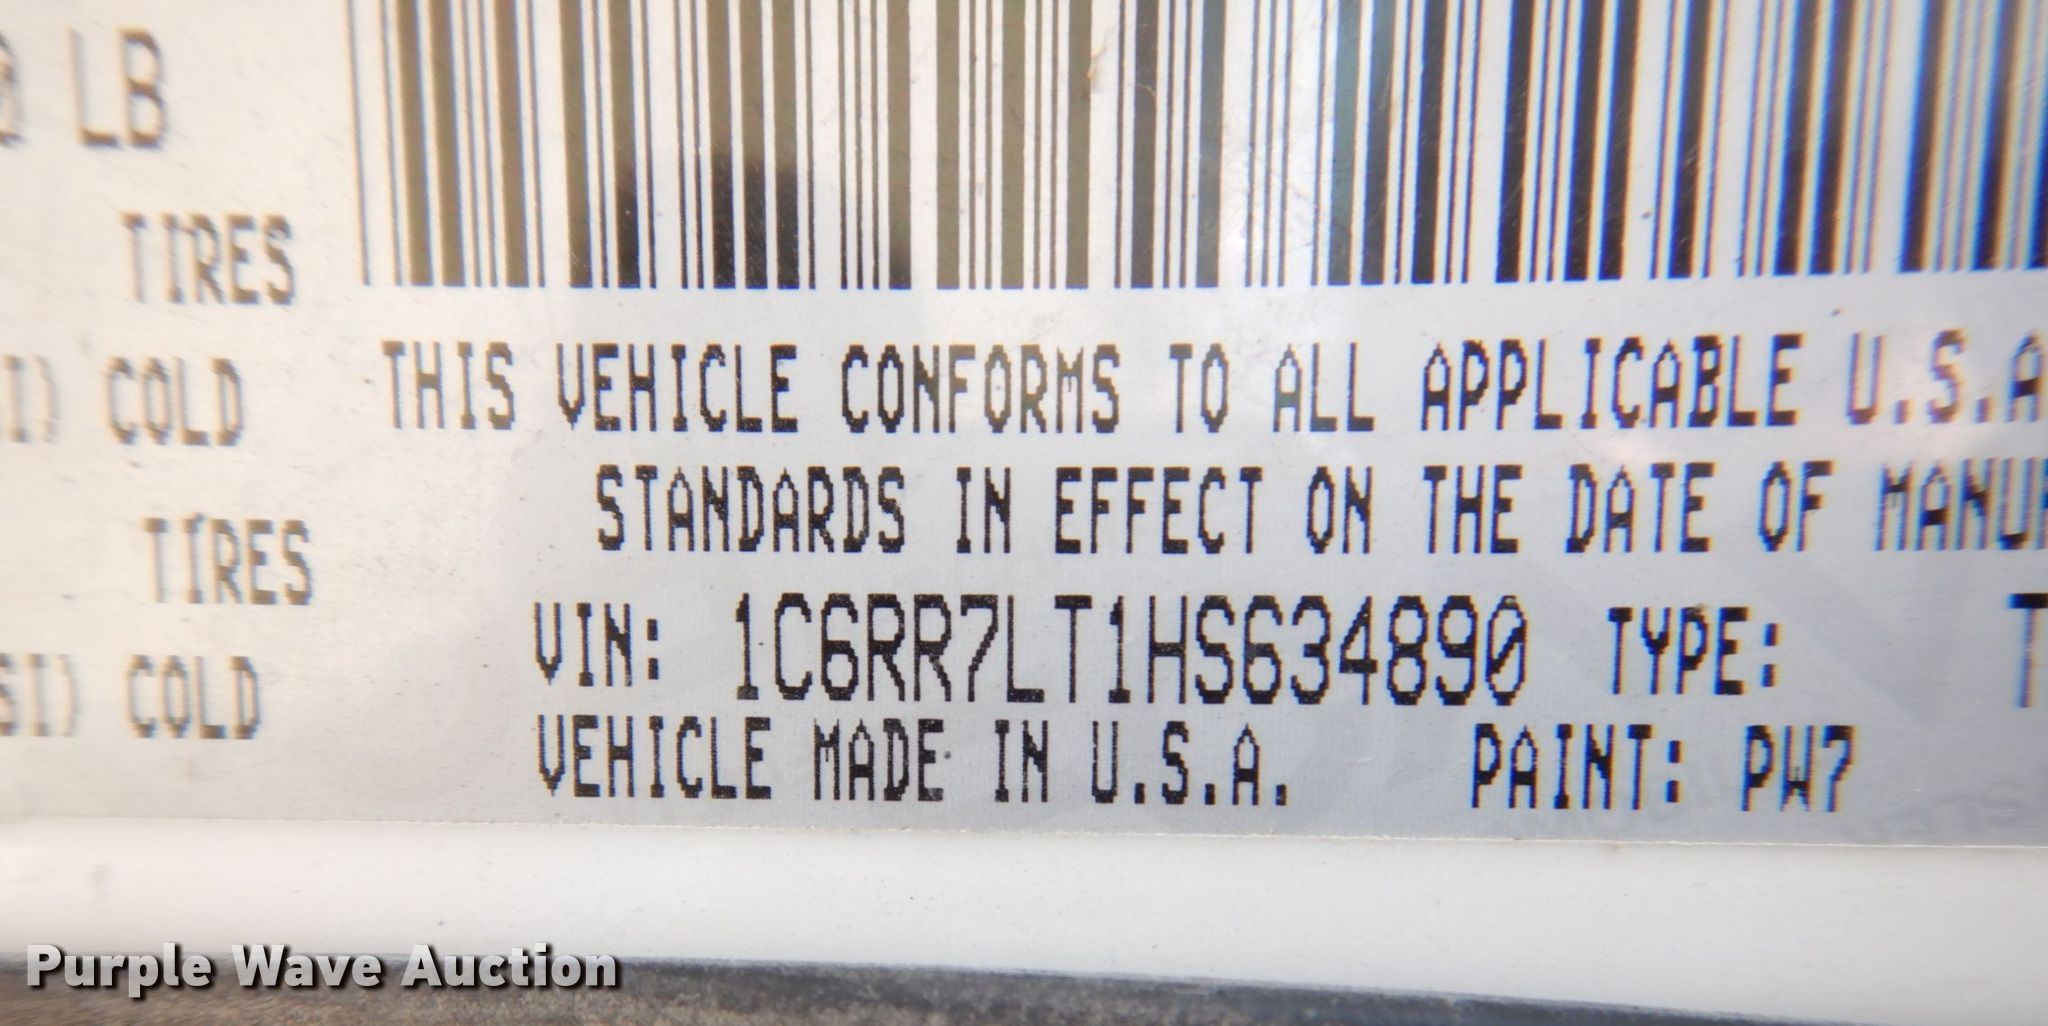 LB
TIRES
COLD
TIRES
COLD
THIS VEHICLE CONFORMS TO ALL APPLICABLE U.S.A
STANDARDS IN EFFECT ON THE DATE OF
VIN: 1C6RR7LT1HS634890 TYPE: T
VEHICLE MADE IN U.S.A. PAINT: PW7
Purple Wave Auction